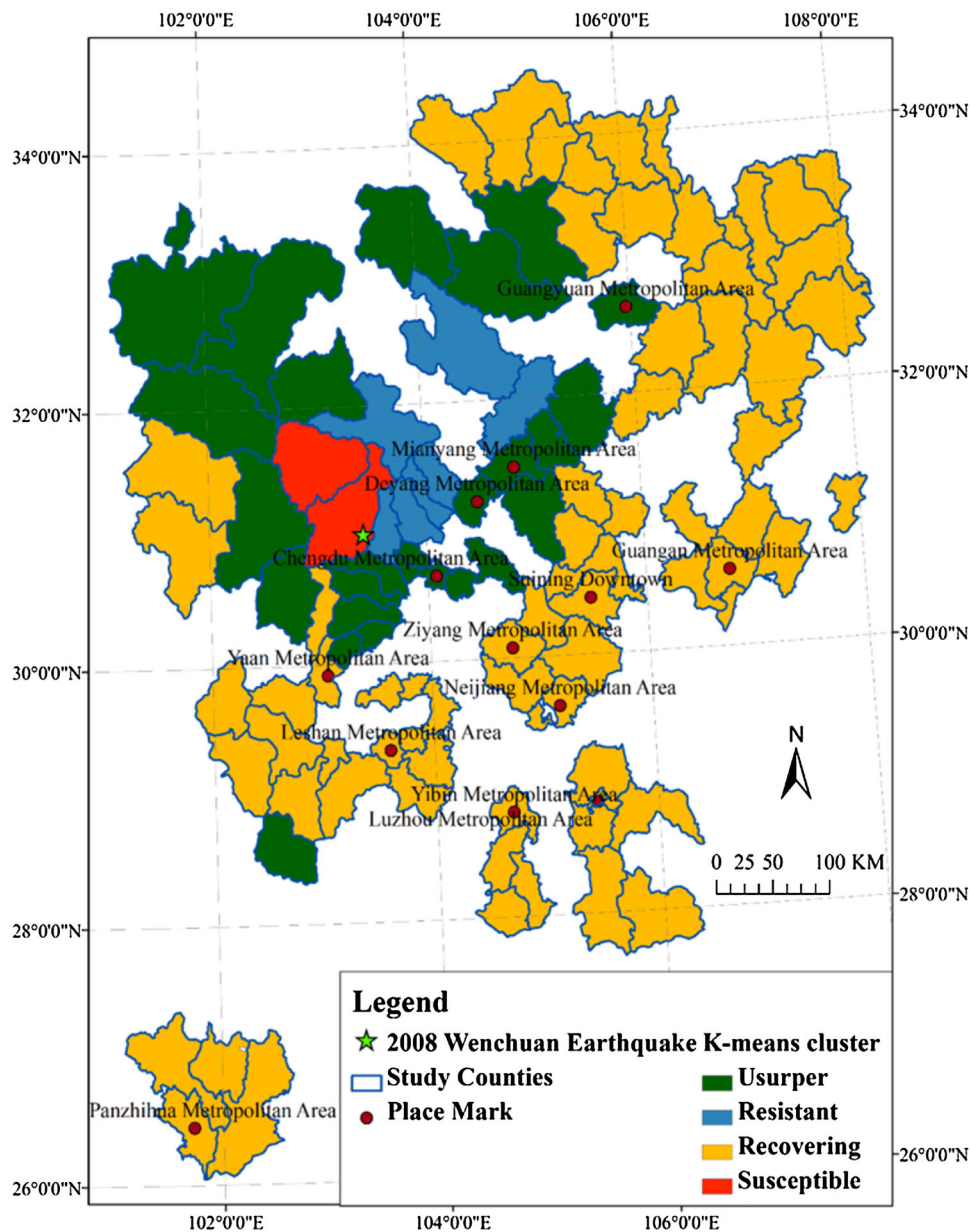 102°0'0"E 104°0'0"E 106°0'0"E 108°0'0"E
34°0'0"N
34°0'0"N
Guangyuan Metropolitan Area
32°0'0"N
32°0'0"N
Mianyang Metropolitan Area
Deyang Metropolitan Area
Guangan Metropolitan Area
Chengdu Metropolitan Area
Suining Downtown
Ziyang Metropolitan Area
30°0'0"N
Yaan Metropolitan Area
30°0'0"N
Neijiang Metropolitan Area
Leshan Metropolitan Area
N
Yibin Metropolitan Area
Luzhou Metropolitan Area
0 25 50 100 KM
28°0'0"N
28°0'0"N
Legend
2008 Wenchuan Earthquake K-means cluster
Study Counties
Usurper
Place Mark
Resistant
Panzhihna Metropolitan Area
Recovering
26°0'0"N
Susceptible
26°0'0"N
102°0'0"E 104°0'0"E 106°0'0"E